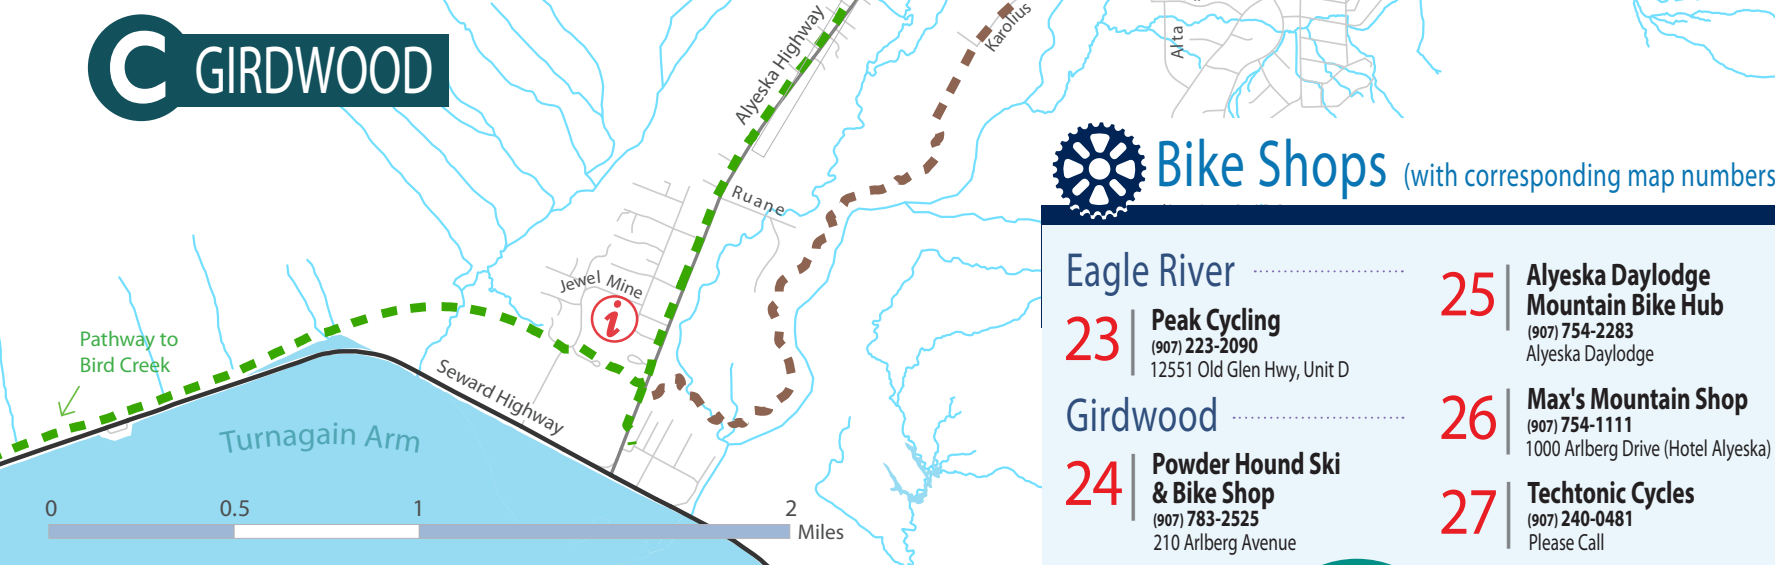 C GIRDWOOD
Alyeska Highway
Karolius
Alta
Ruane
Jewel Mine
i
Pathway to
Bird Creek
Seward Highway
Turnagain Arm
0 0.5 1 2
Miles
Bike Shops (with corresponding map numbers
Eagle River
23
Peak Cycling
(907) 223-2090
12551 Old Glen Hwy, Unit D
Girdwood
24
Powder Hound Ski
& Bike Shop
(907) 783-2525
210 Arlberg Avenue
25
Alyeska Daylodge
Mountain Bike Hub
(907) 754-2283
Alyeska Daylodge
26
Max's Mountain Shop
(907) 754-1111
1000 Arlberg Drive (Hotel Alyeska)
27
Techtonic Cycles
(907) 240-0481
Please Call